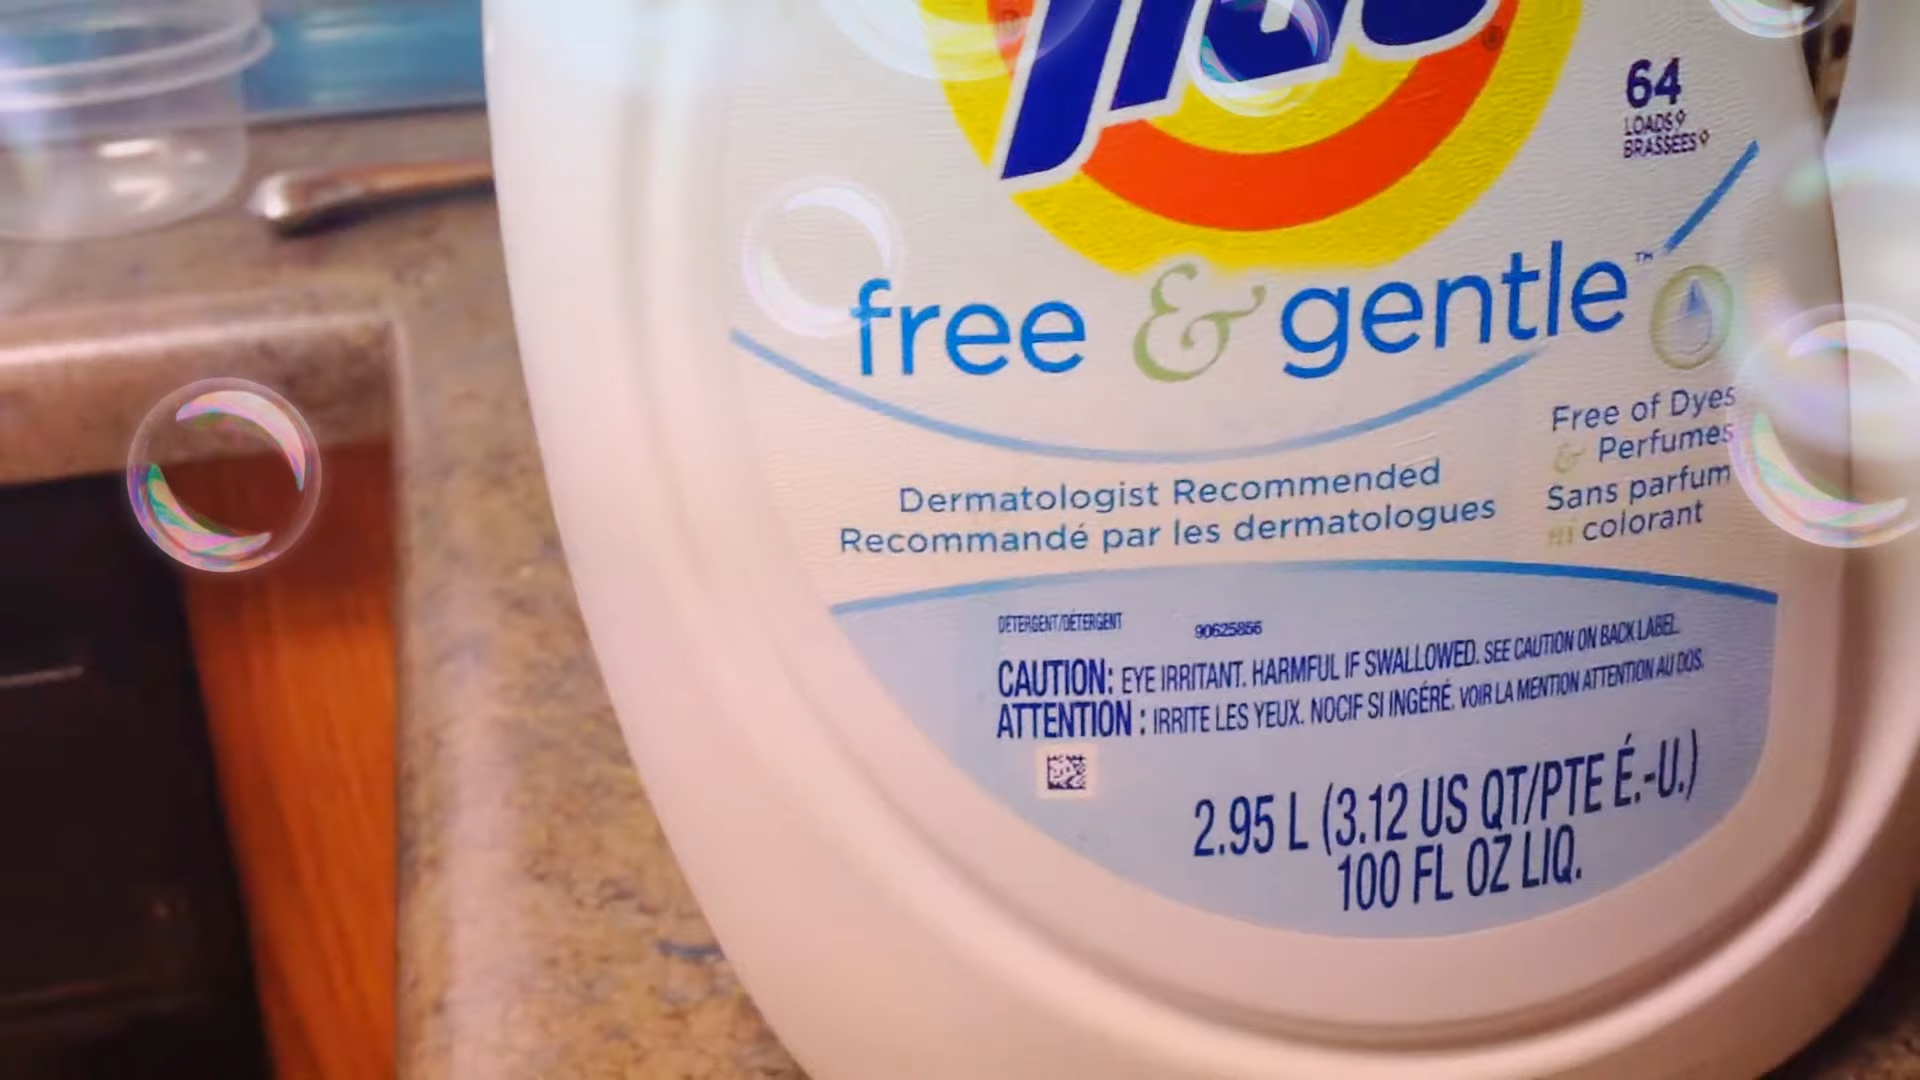 64
LOADS◊
BRASSÉES◊
free & gentle™
Free of Dyes
& Perfumes
Sans parfum
ni colorant
Dermatologist Recommended
Recommandé par les dermatologues
DETERGENT/DÉTERGENT
90625856
CAUTION: EYE IRRITANT. HARMFUL IF SWALLOWED. SEE CAUTION ON BACK LABEL.
ATTENTION : IRRITE LES YEUX. NOCIF SI INGÉRÉ. VOIR LA MENTION ATTENTION AU DOS.
2.95 L (3.12 US QT/PTE É.-U.)
100 FL OZ LIQ.